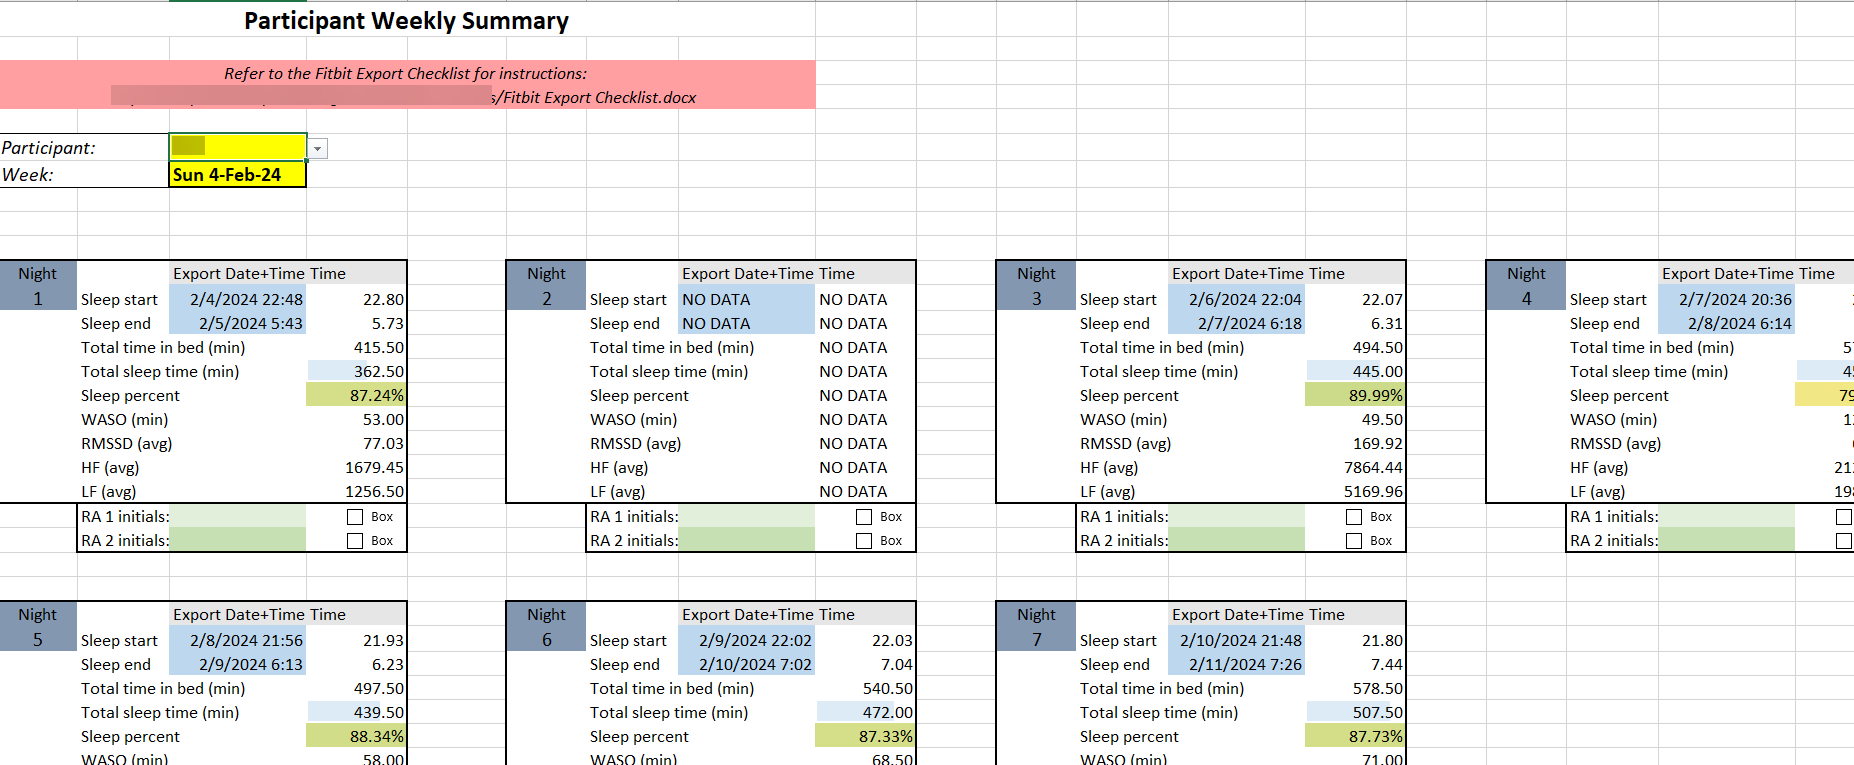 Participant Weekly Summary
Refer to the Fitbit Export Checklist for instructions:
s/Fitbit Export Checklist.docx
Participant:
Week: Sun 4-Feb-24
Night 1 Export Date+Time Time
Sleep start 2/4/2024 22:48 22.80
Sleep end 2/5/2024 5:43 5.73
Total time in bed (min) 415.50
Total sleep time (min) 362.50
Sleep percent 87.24%
WASO (min) 53.00
RMSSD (avg) 77.03
HF (avg) 1679.45
LF (avg) 1256.50
RA 1 initials: Box
RA 2 initials: Box
Night 2 Export Date+Time Time
Sleep start NO DATA NO DATA
Sleep end NO DATA NO DATA
Total time in bed (min) NO DATA
Total sleep time (min) NO DATA
Sleep percent NO DATA
WASO (min) NO DATA
RMSSD (avg) NO DATA
HF (avg) NO DATA
LF (avg) NO DATA
RA 1 initials: Box
RA 2 initials: Box
Night 3 Export Date+Time Time
Sleep start 2/6/2024 22:04 22.07
Sleep end 2/7/2024 6:18 6.31
Total time in bed (min) 494.50
Total sleep time (min) 445.00
Sleep percent 89.99%
WASO (min) 49.50
RMSSD (avg) 169.92
HF (avg) 7864.44
LF (avg) 5169.96
RA 1 initials: Box
RA 2 initials: Box
Night 4 Export Date+Time Time
Sleep start 2/7/2024 20:36
Sleep end 2/8/2024 6:14
Total time in bed (min)
Total sleep time (min)
Sleep percent
WASO (min)
RMSSD (avg)
HF (avg)
LF (avg)
RA 1 initials:
RA 2 initials:
Night 5 Export Date+Time Time
Sleep start 2/8/2024 21:56 21.93
Sleep end 2/9/2024 6:13 6.23
Total time in bed (min) 497.50
Total sleep time (min) 439.50
Sleep percent 88.34%
WASO (min) 58.00
Night 6 Export Date+Time Time
Sleep start 2/9/2024 22:02 22.03
Sleep end 2/10/2024 7:02 7.04
Total time in bed (min) 540.50
Total sleep time (min) 472.00
Sleep percent 87.33%
WASO (min) 68.50
Night 7 Export Date+Time Time
Sleep start 2/10/2024 21:48 21.80
Sleep end 2/11/2024 7:26 7.44
Total time in bed (min) 578.50
Total sleep time (min) 507.50
Sleep percent 87.73%
WASO (min) 71.00